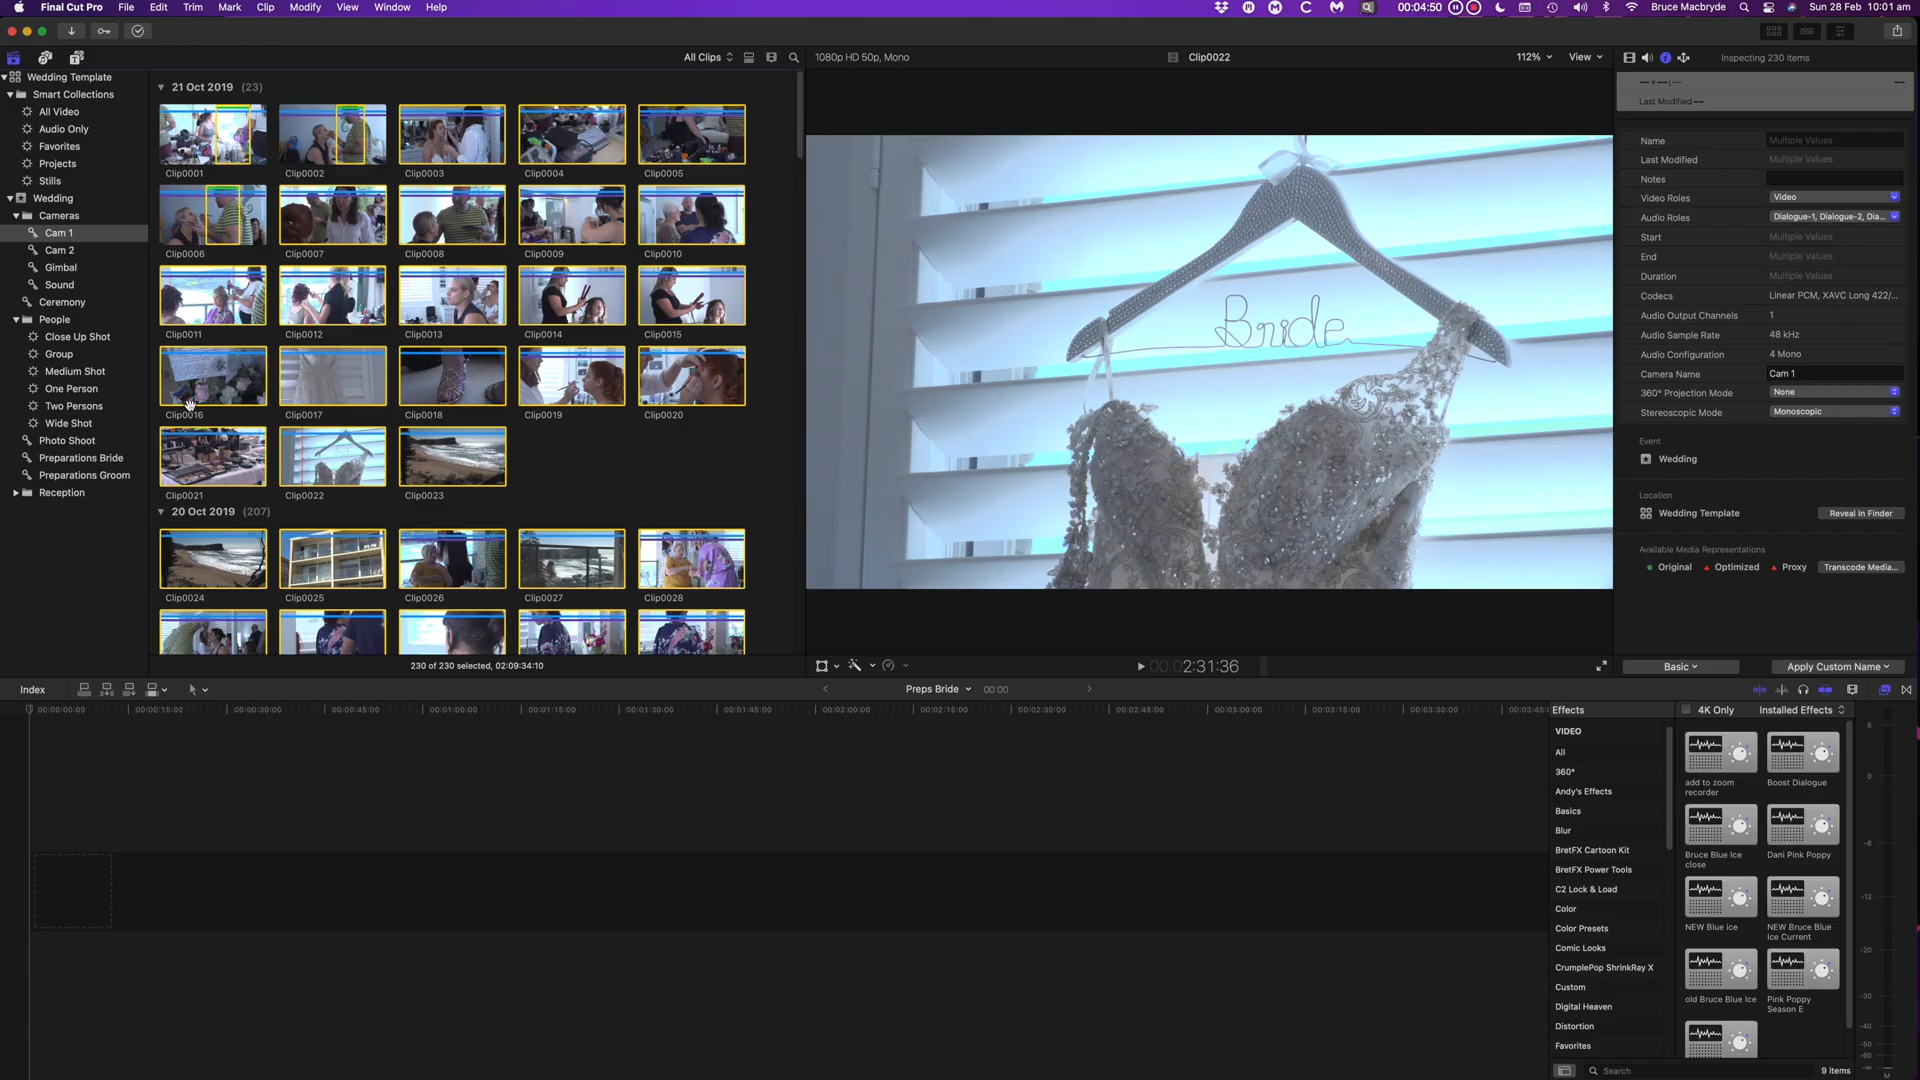 Final Cut Pro File Edit Trim Mark Clip Modify View Window Help
00:04:50 Bruce Macbryde Sun 28 Feb 10:01 am
All Clips
1080p HD 50p, Mono Clip0022 112% View
Inspecting 230 items
Wedding Template
Smart Collections
All Video
Audio Only
Favorites
Projects
Stills
Wedding
Cameras
Cam 1
Cam 2
Gimbal
Sound
Ceremony
People
Close Up Shot
Group
Medium Shot
One Person
Two Persons
Wide Shot
Photo Shoot
Preparations Bride
Preparations Groom
Reception
21 Oct 2019 (23)
Clip0001 Clip0002 Clip0003 Clip0004 Clip0005
Clip0006 Clip0007 Clip0008 Clip0009 Clip0010
Clip0011 Clip0012 Clip0013 Clip0014 Clip0015
Clip0016 Clip0017 Clip0018 Clip0019 Clip0020
Clip0021 Clip0022 Clip0023
20 Oct 2019 (207)
Clip0024 Clip0025 Clip0026 Clip0027 Clip0028
230 of 230 selected, 02:09:34:10
Bride
2:31:36
Last Modified
Name Multiple Values
Last Modified Multiple Values
Notes
Video Roles Video
Audio Roles Dialogue-1, Dialogue-2, Dia...
Start Multiple Values
End Multiple Values
Duration Multiple Values
Codecs Linear PCM, XAVC Long 422/...
Audio Output Channels 1
Audio Sample Rate 48 kHz
Audio Configuration 4 Mono
Camera Name Cam 1
360° Projection Mode None
Stereoscopic Mode Monoscopic
Event
Wedding
Location
Wedding Template Reveal In Finder
Available Media Representations
Original Optimized Proxy Transcode Media...
Basic Apply Custom Name
Index Preps Bride 00:00
00:00:00:00 00:00:15:00 00:00:30:00 00:00:45:00 00:01:00:00 00:01:15:00 00:01:30:00 00:01:45:00 00:02:00:00 00:02:15:00 00:02:30:00 00:02:45:00 00:03:00:00 00:03:15:00 00:03:30:00 00:03:45:0
Effects 4K Only Installed Effects
VIDEO
All
360°
Andy's Effects
Basics
Blur
BretFX Cartoon Kit
BretFX Power Tools
C2 Lock & Load
Color
Color Presets
Comic Looks
CrumplePop ShrinkRay X
Custom
Digital Heaven
Distortion
Favorites
add to zoom recorder
Boost Dialogue
Bruce Blue Ice close
Dani Pink Poppy
NEW Blue ice
NEW Bruce Blue Ice Current
old Bruce Blue Ice
Pink Poppy Season E
Search 9 items
6
0
-6
-12
-20
-30
-40
-50
-60
-∞
M